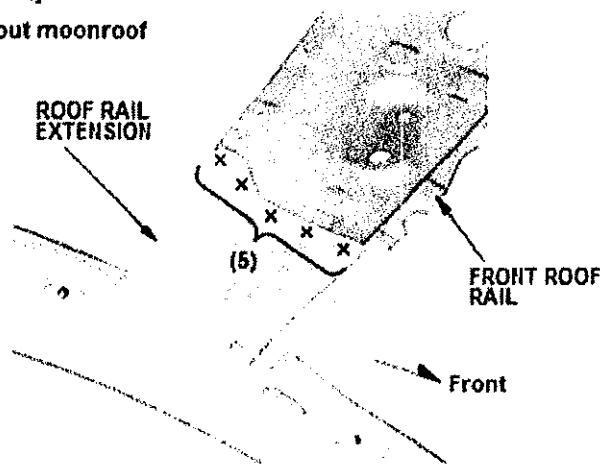 out moonroof
ROOF RAIL
EXTENSION
(5)
FRONT ROOF
RAIL
Front